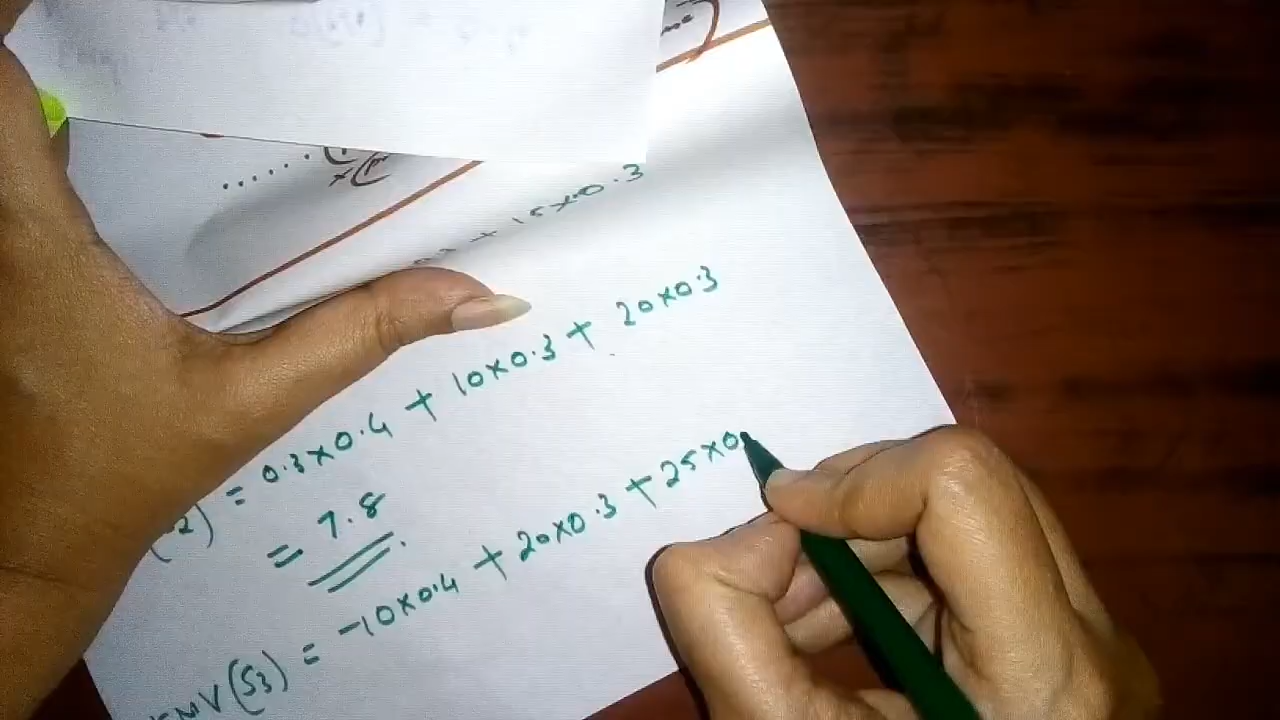 + 15×0.3
2) = 0.3×0.4 + 10×0.3 + 20×0.3
= 7.8
EMV(S3) = -10×0.4 + 20×0.3 + 25×0.